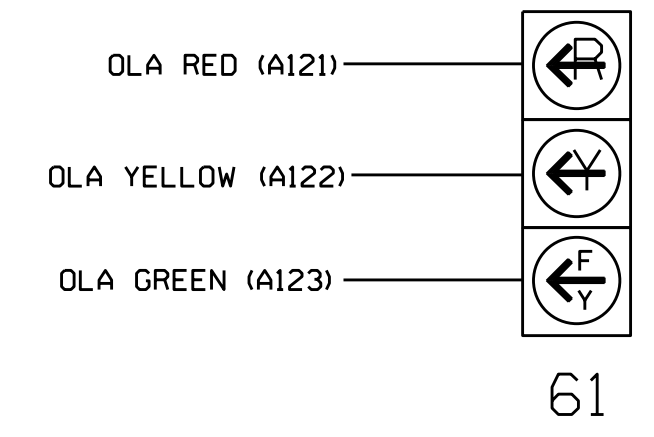 OLA RED (A121)
R
OLA YELLOW (A122)
Y
OLA GREEN (A123)
F
Y
61